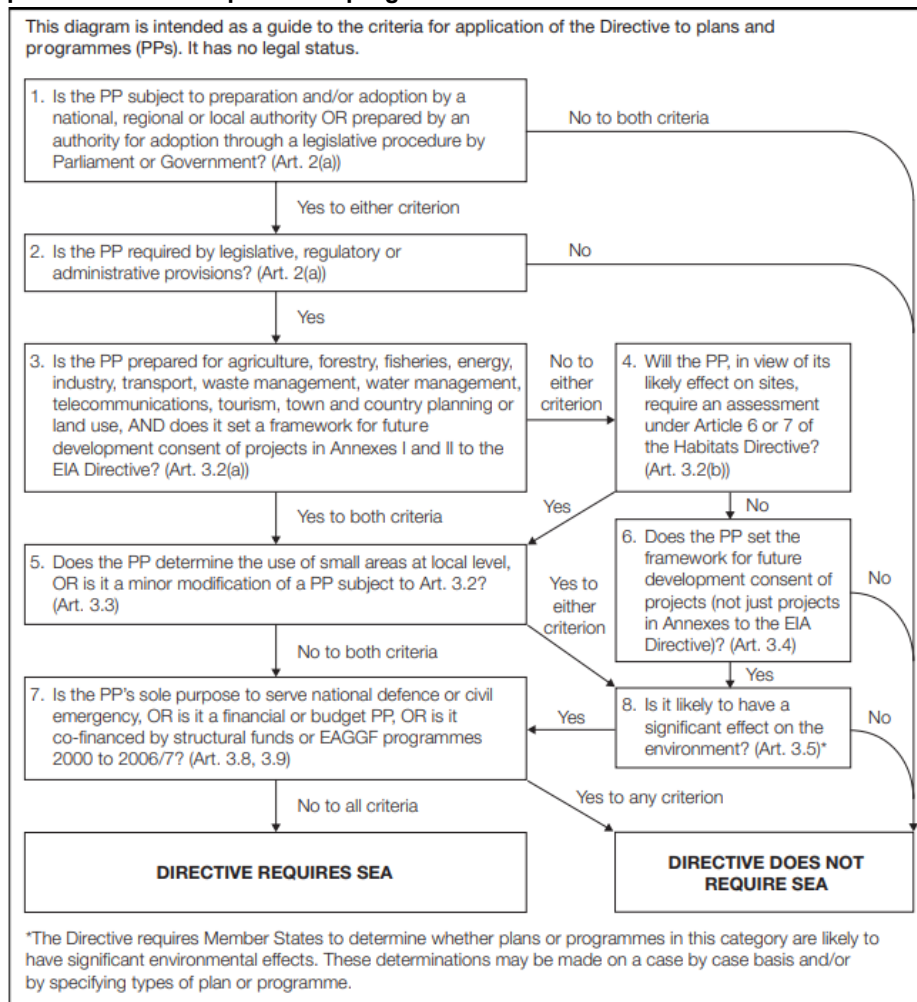 This diagram is intended as a guide to the criteria for application of the Directive to plans and
programmes (PPs). It has no legal status.
1. Is the PP subject to preparation and/or adoption by a
national, regional or local authority OR prepared by an
authority for adoption through a legislative procedure by
Parliament or Government? (Art. 2(a))
No to both criteria
Yes to either criterion
2. Is the PP required by legislative, regulatory or
administrative provisions? (Art. 2(a))
No
Yes
3. Is the PP prepared for agriculture, forestry, fisheries, energy,
industry, transport, waste management, water management,
telecommunications, tourism, town and country planning or
land use, AND does it set a framework for future
development consent of projects in Annexes I and II to the
EIA Directive? (Art. 3.2(a))
No to
either
criterion
4. Will the PP, in view of its
likely effect on sites,
require an assessment
under Article 6 or 7 of
the Habitats Directive?
(Art. 3.2(b))
Yes to both criteria
Yes
No
5. Does the PP determine the use of small areas at local level,
OR is it a minor modification of a PP subject to Art. 3.2?
(Art. 3.3)
Yes to
either
criterion
6. Does the PP set the
framework for future
development consent of
projects (not just projects
in Annexes to the EIA
Directive)? (Art. 3.4)
No
No to both criteria
Yes
7. Is the PP's sole purpose to serve national defence or civil
emergency, OR is it a financial or budget PP, OR is it
co-financed by structural funds or EAGGF programmes
2000 to 2006/7? (Art. 3.8, 3.9)
Yes
8. Is it likely to have a
significant effect on the
environment? (Art. 3.5)*
No
No to all criteria
Yes to any criterion
DIRECTIVE REQUIRES SEA
DIRECTIVE DOES NOT
REQUIRE SEA
*The Directive requires Member States to determine whether plans or programmes in this category are likely to
have significant environmental effects. These determinations may be made on a case by case basis and/or
by specifying types of plan or programme.